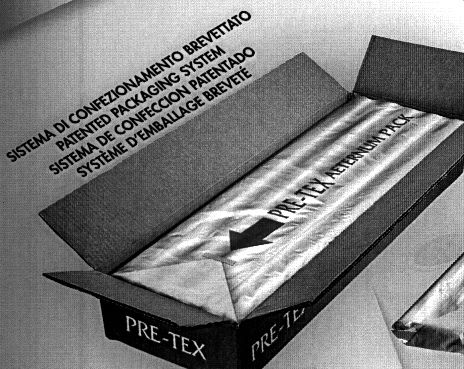 SISTEMA DI CONFEZIONAMENTO BREVETTATO
PATENTED PACKAGING SYSTEM
SISTEMA DE CONFECCION PATENTADO
SYSTÈME D'EMBALLAGE BREVETÉ
PRE-TEX AETERNUM PACK
PRE-TEX
PRE-TEX